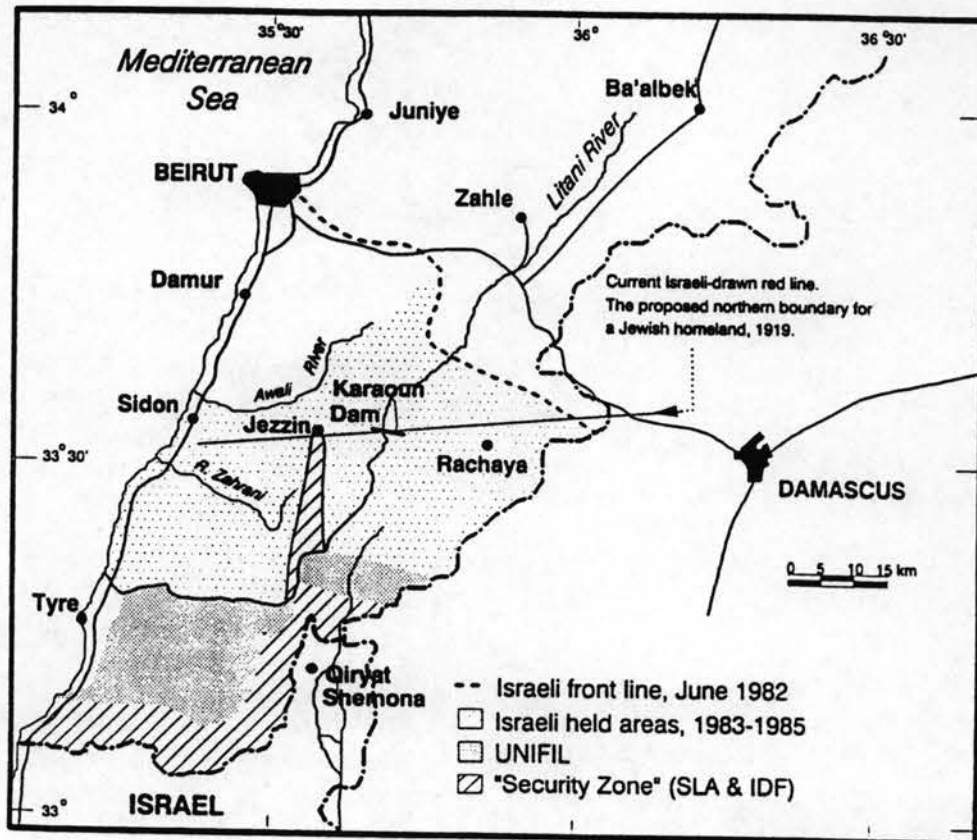 35°30'
36°
36°30'
Mediterranean
Sea
34°
Juniye
Ba'albek
BEIRUT
Litani River
Zahle
Current Israeli-drawn red line.
The proposed northern boundary for
a Jewish homeland, 1919.
Damur
Awali River
Karaoun
Dam
Sidon
Jezzin
33°30'
R. Zahrani
Rachaya
DAMASCUS
0 5 10 15 km
Tyre
Qiryat
Shemona
Israeli front line, June 1982
Israeli held areas, 1983-1985
UNIFIL
"Security Zone" (SLA & IDF)
ISRAEL
33°